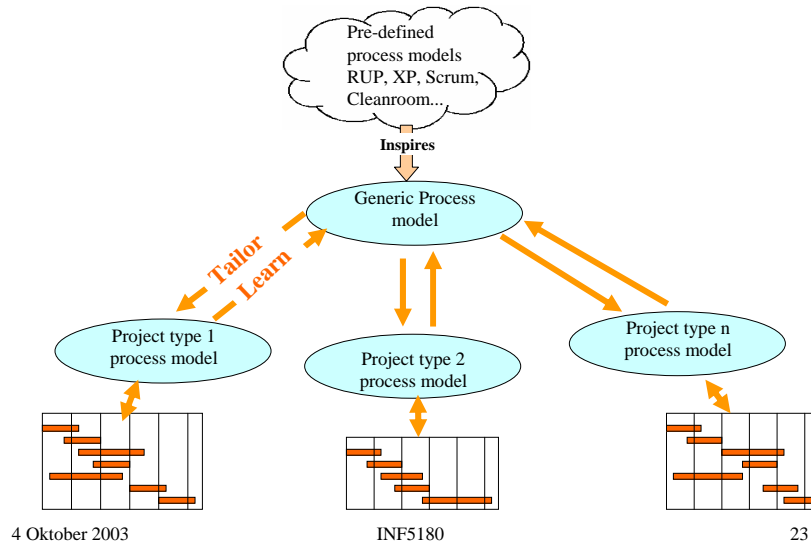 Pre-defined
process models
RUP, XP, Scrum,
Cleanroom...
Inspires
Generic Process
model
Tailor
Learn
Project type 1
process model
Project type 2
process model
Project type n
process model
4 Oktober 2003
INF5180
23